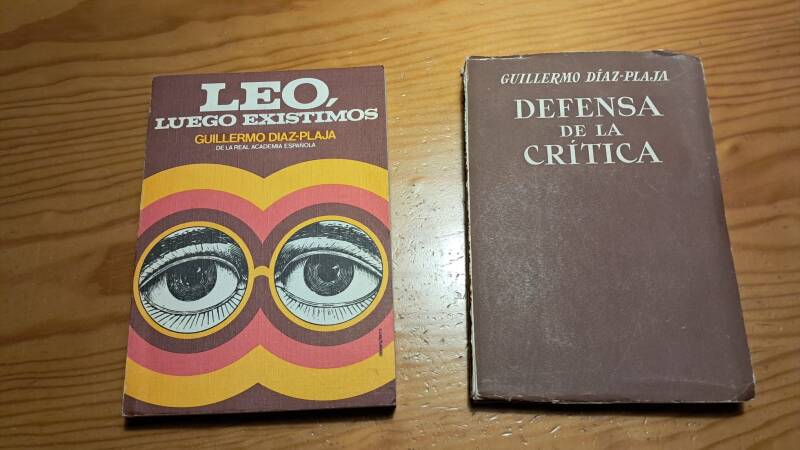 LEO,
LUEGO EXISTIMOS
GUILLERMO DIAZ-PLAJA
DE LA REAL ACADEMIA ESPAÑOLA
GUILLERMO DÍAZ-PLAJA
DEFENSA
DE LA
CRÍTICA